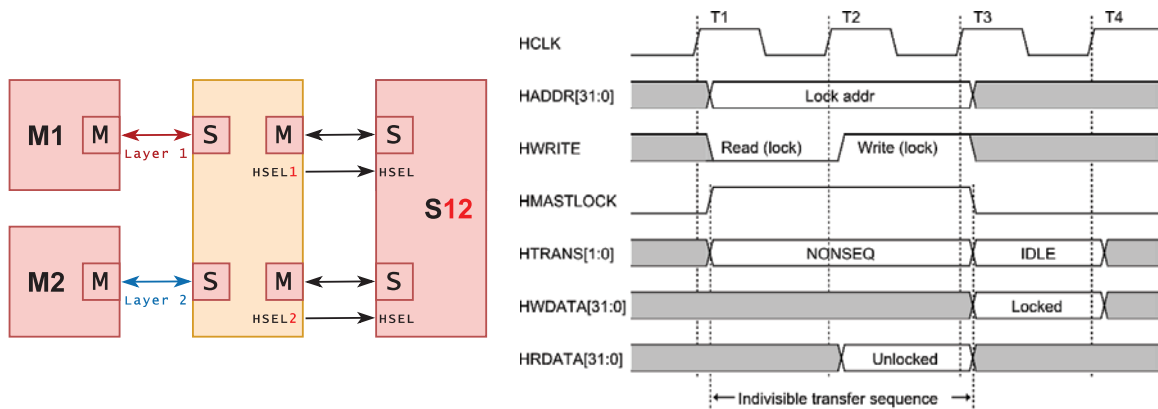 M1
M
Layer 1
S
M
S
HSEL1
HSEL
S12
M2
M
Layer 2
S
M
S
HSEL2
HSEL
T1 T2 T3 T4
HCLK
HADDR[31:0] Lock addr
HWRITE Read (lock) Write (lock)
HMASTLOCK
HTRANS[1:0] NONSEQ IDLE
HWDATA[31:0] Locked
HRDATA[31:0] Unlocked
Indivisible transfer sequence